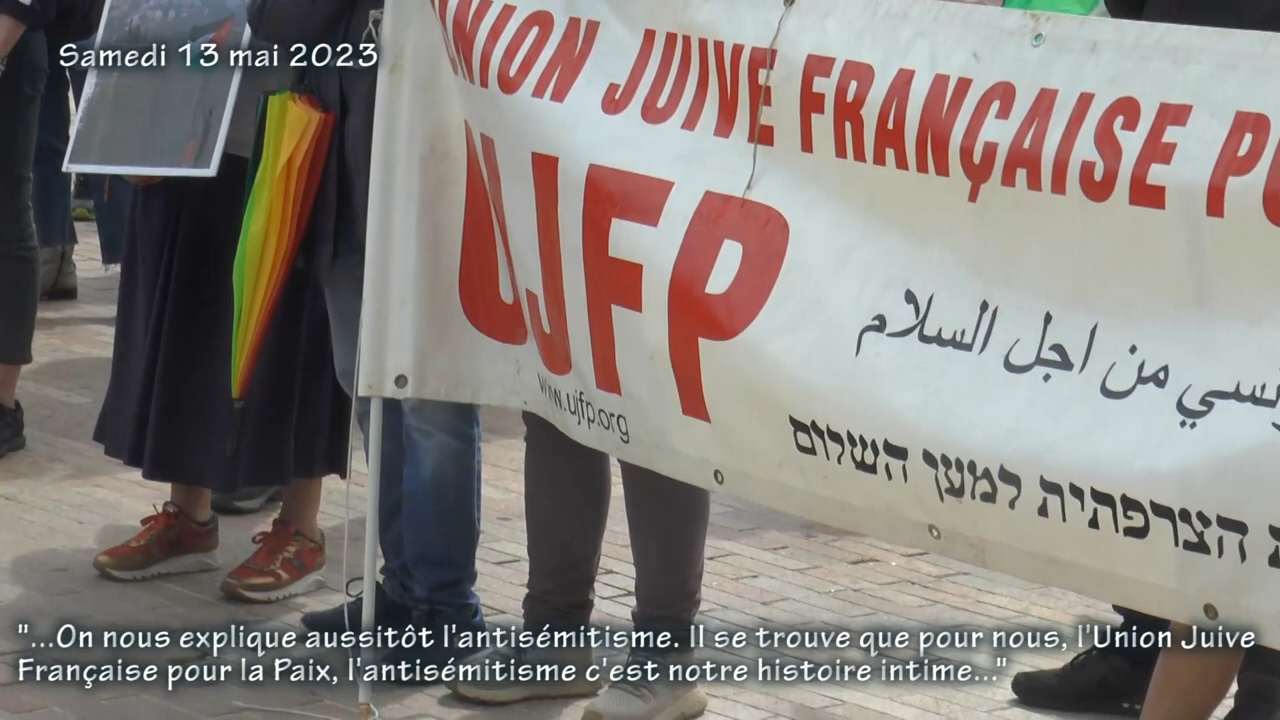 Samedi 13 mai 2023
UNION JUIVE FRANÇAISE
UJFP
www.ujfp.org
من اجل السلام
הצרפתית למען השלום
"...On nous explique aussitôt l'antisémitisme. Il se trouve que pour nous, l'Union Juive
Française pour la Paix, l'antisémitisme c'est notre histoire intime..."